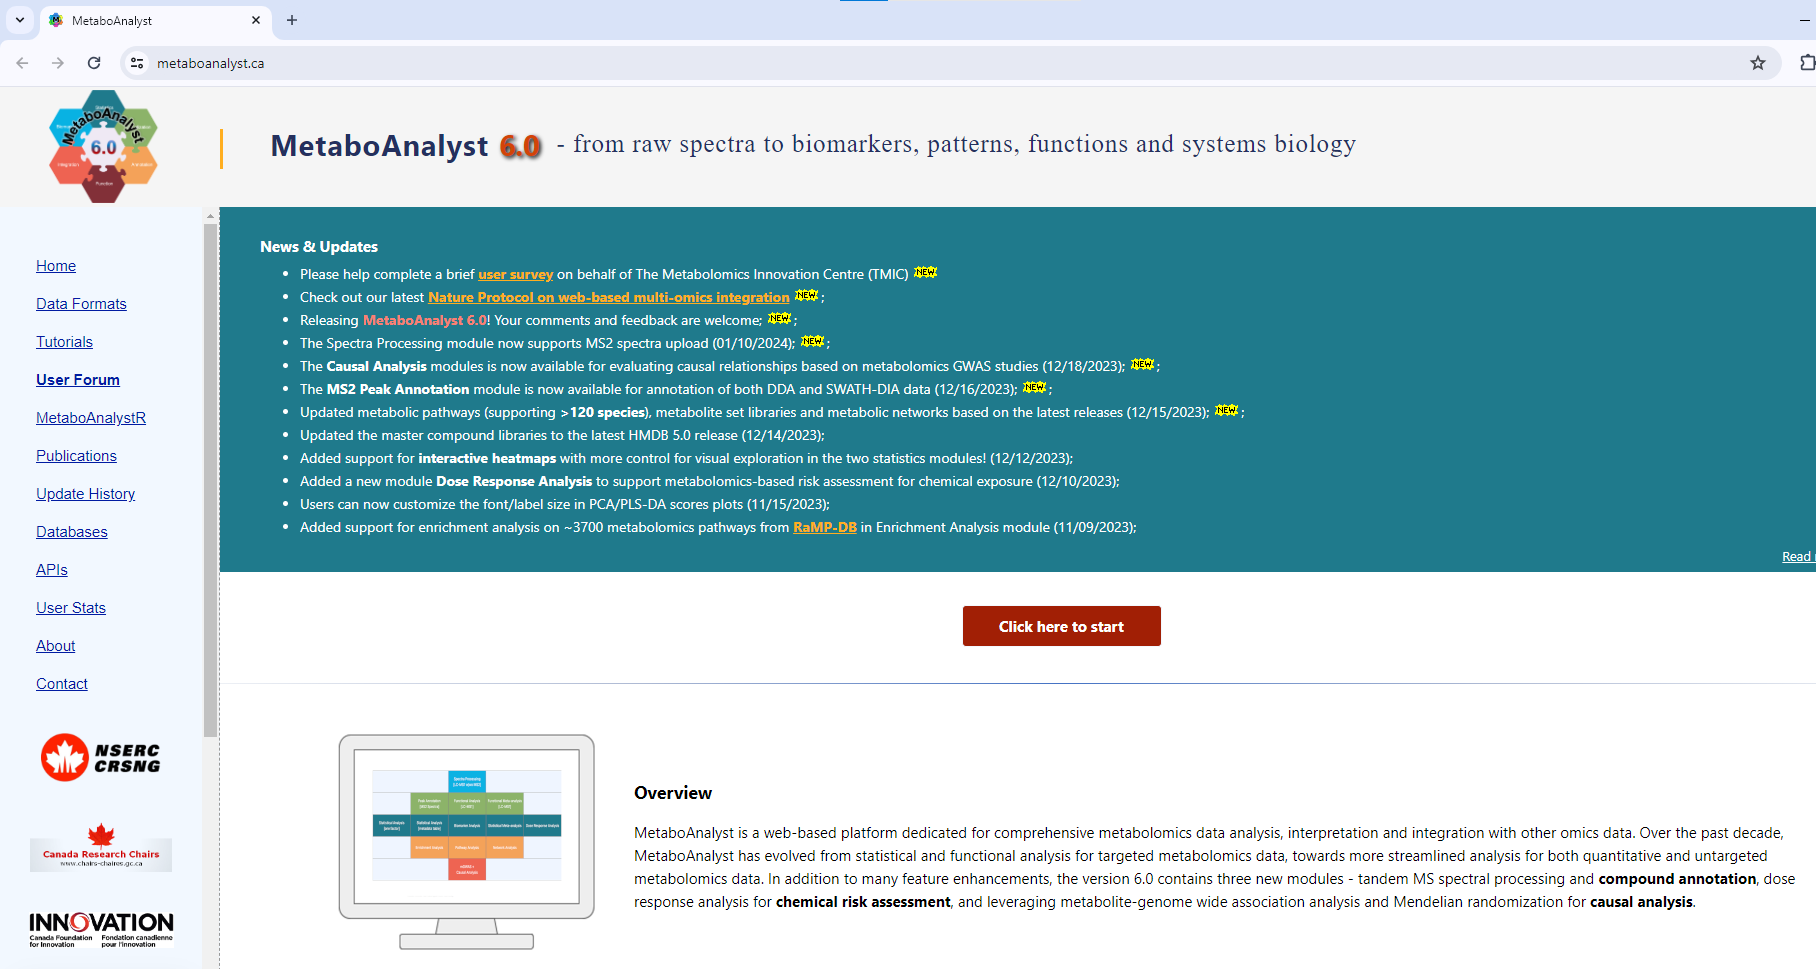 MetaboAnalyst
metaboanalyst.ca
MetaboAnalyst
6.0
MetaboAnalyst 6.0 - from raw spectra to biomarkers, patterns, functions and systems biology
Home
Data Formats
Tutorials
User Forum
MetaboAnalystR
Publications
Update History
Databases
APIs
User Stats
About
Contact
NSERC
CRSNG
Canada Research Chairs
www.chairs-chaires.gc.ca
INNOVATION
Canada Foundation for Innovation
Fondation canadienne pour l'innovation
News & Updates
• Please help complete a brief user survey on behalf of The Metabolomics Innovation Centre (TMIC) NEW
• Check out our latest Nature Protocol on web-based multi-omics integration NEW ;
• Releasing MetaboAnalyst 6.0! Your comments and feedback are welcome; NEW ;
• The Spectra Processing module now supports MS2 spectra upload (01/10/2024); NEW ;
• The Causal Analysis modules is now available for evaluating causal relationships based on metabolomics GWAS studies (12/18/2023); NEW ;
• The MS2 Peak Annotation module is now available for annotation of both DDA and SWATH-DIA data (12/16/2023); NEW ;
• Updated metabolic pathways (supporting >120 species), metabolite set libraries and metabolic networks based on the latest releases (12/15/2023); NEW ;
• Updated the master compound libraries to the latest HMDB 5.0 release (12/14/2023);
• Added support for interactive heatmaps with more control for visual exploration in the two statistics modules! (12/12/2023);
• Added a new module Dose Response Analysis to support metabolomics-based risk assessment for chemical exposure (12/10/2023);
• Users can now customize the font/label size in PCA/PLS-DA scores plots (11/15/2023);
• Added support for enrichment analysis on ~3700 metabolomics pathways from RaMP-DB in Enrichment Analysis module (11/09/2023);
Read
Click here to start
Overview
MetaboAnalyst is a web-based platform dedicated for comprehensive metabolomics data analysis, interpretation and integration with other omics data. Over the past decade,
MetaboAnalyst has evolved from statistical and functional analysis for targeted metabolomics data, towards more streamlined analysis for both quantitative and untargeted
metabolomics data. In addition to many feature enhancements, the version 6.0 contains three new modules - tandem MS spectral processing and compound annotation, dose
response analysis for chemical risk assessment, and leveraging metabolite-genome wide association analysis and Mendelian randomization for causal analysis.